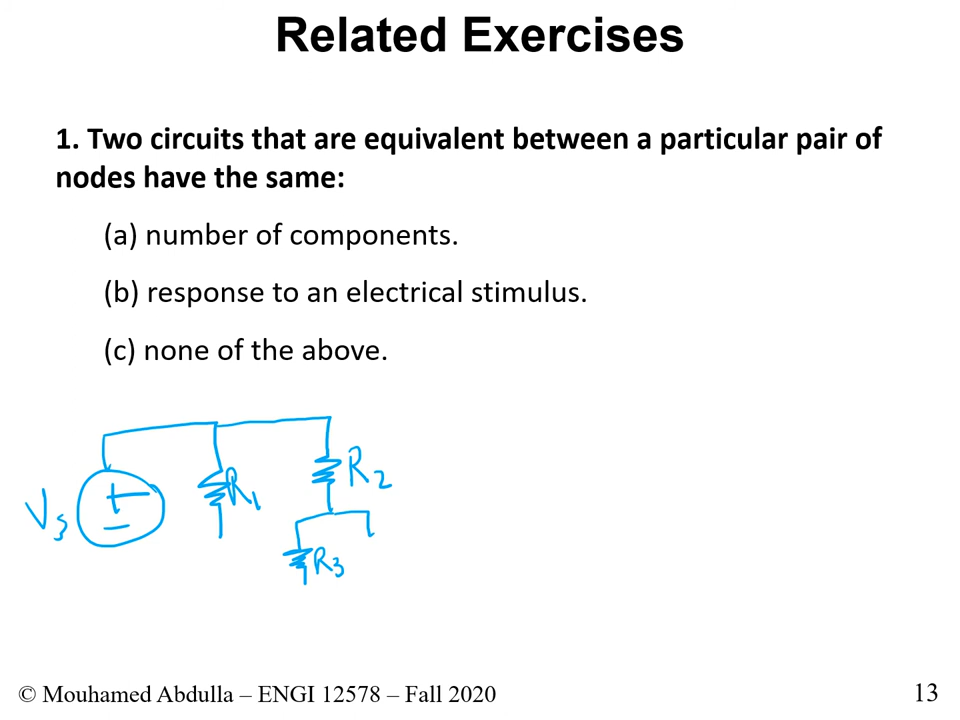 Related Exercises
1. Two circuits that are equivalent between a particular pair of
nodes have the same:
(a) number of components.
(b) response to an electrical stimulus.
(c) none of the above.
R2
R1
Vs
+
−
R3
© Mouhamed Abdulla – ENGI 12578 – Fall 2020
13